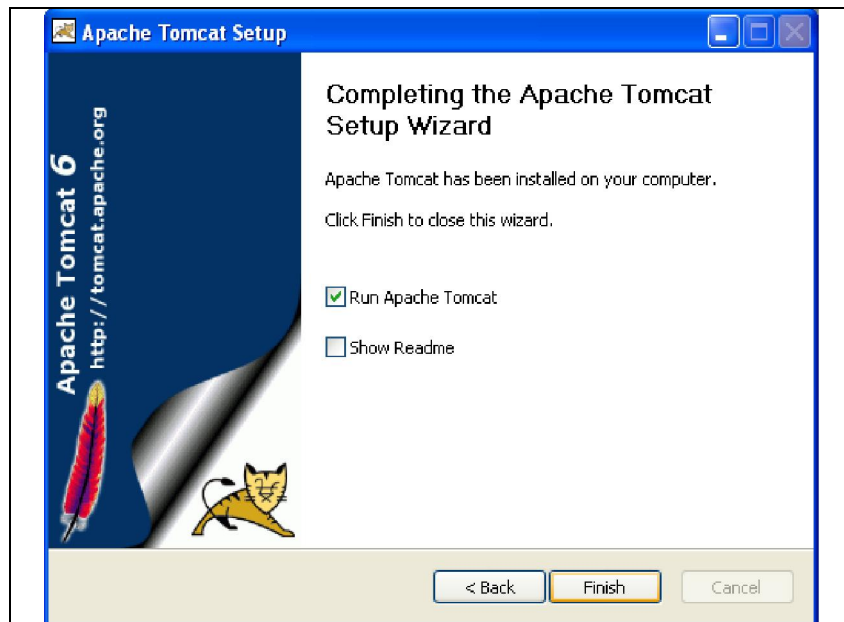 Apache Tomcat Setup
Apache Tomcat 6
http://tomcat.apache.org
Completing the Apache Tomcat
Setup Wizard
Apache Tomcat has been installed on your computer.
Click Finish to close this wizard.
Run Apache Tomcat
Show Readme
< Back
Finish
Cancel